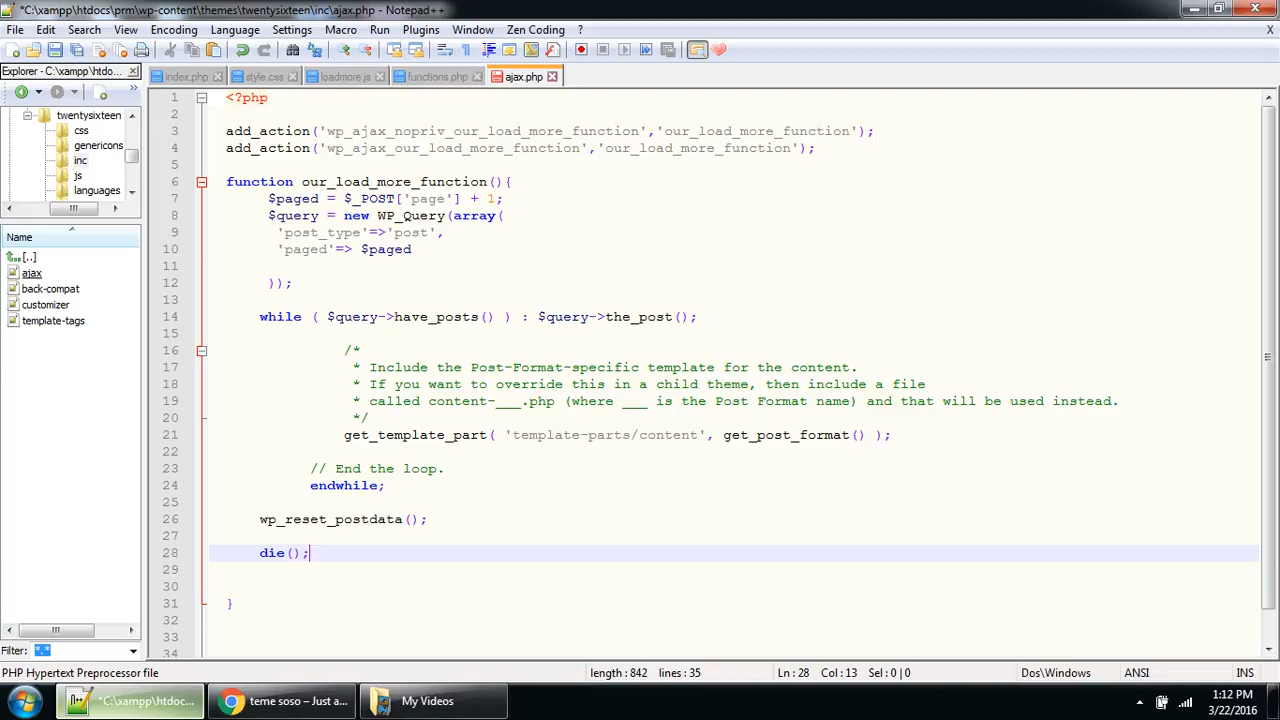 *C:\xampp\htdocs\prm\wp-content\themes\twentysixteen\inc\ajax.php - Notepad++
File Edit Search View Encoding Language Settings Macro Run Plugins Window Zen Coding ? X
Explorer - C:\xampp\htdo...
index.php style.css loadmore.js functions.php ajax.php
twentysixteen
css
genericons
inc
js
languages
Name
[..]
ajax
back-compat
customizer
template-tags
Filter: *.*
1 <?php
2
3 add_action('wp_ajax_nopriv_our_load_more_function','our_load_more_function');
4 add_action('wp_ajax_our_load_more_function','our_load_more_function');
5
6 function our_load_more_function(){
7 $paged = $_POST['page'] + 1;
8 $query = new WP_Query(array(
9 'post_type'=>'post',
10 'paged'=> $paged
11
12 ));
13
14 while ( $query->have_posts() ) : $query->the_post();
15
16 /*
17 * Include the Post-Format-specific template for the content.
18 * If you want to override this in a child theme, then include a file
19 * called content-___.php (where ___ is the Post Format name) and that will be used instead.
20 */
21 get_template_part( 'template-parts/content', get_post_format() );
22
23 // End the loop.
24 endwhile;
25
26 wp_reset_postdata();
27
28 die();
29
30
31 }
32
33
34
PHP Hypertext Preprocessor file length : 842 lines : 35 Ln : 28 Col : 13 Sel : 0 | 0 Dos\Windows ANSI INS
*C:\xampp\htdoc... teme soso – Just a... My Videos
1:12 PM
3/22/2016